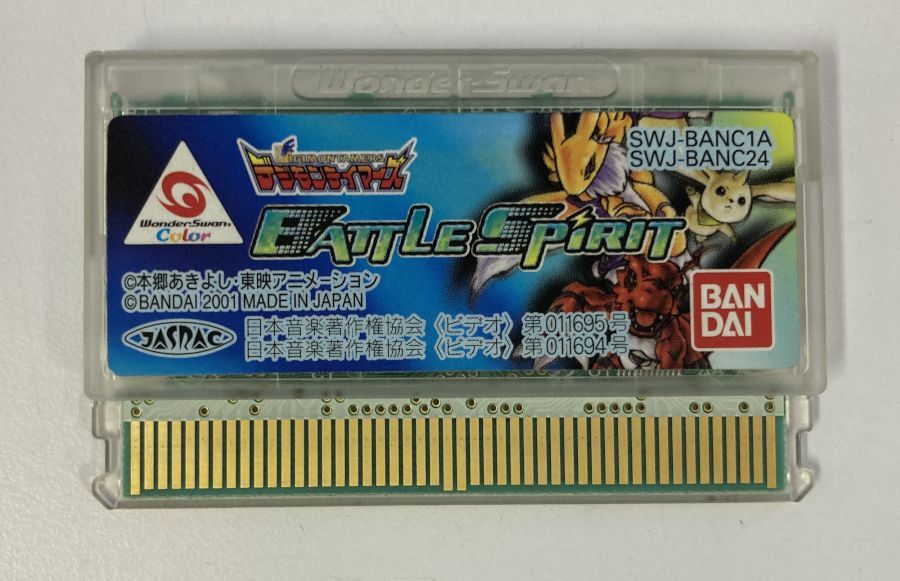 WonderSwan
SWJ-BANC1A
SWJ-BANC24
DIGIMONTAMERS
デジモンテイマーズ
WonderSwan
Color
BATTLE SPIRIT
©本郷あきよし・東映アニメーション
©BANDAI 2001 MADE IN JAPAN
BAN
DAI
JASRAC
日本音楽著作権協会〈ビデオ〉第011695号
日本音楽著作権協会〈ビデオ〉第011694号